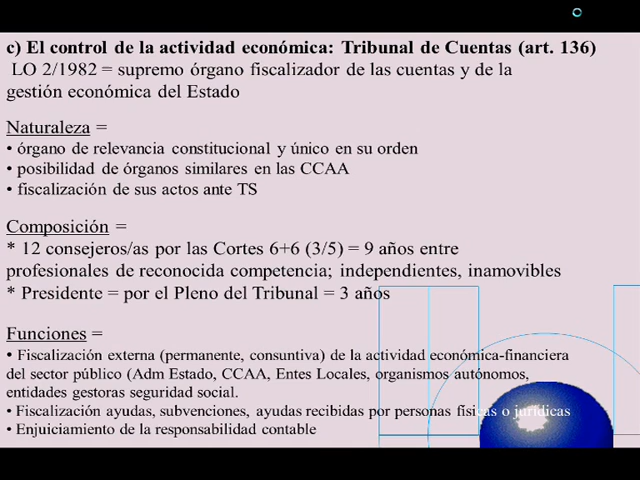 c) El control de la actividad económica: Tribunal de Cuentas (art. 136)
LO 2/1982 = supremo órgano fiscalizador de las cuentas y de la
gestión económica del Estado
Naturaleza =
• órgano de relevancia constitucional y único en su orden
• posibilidad de órganos similares en las CCAA
• fiscalización de sus actos ante TS
Composición =
* 12 consejeros/as por las Cortes 6+6 (3/5) = 9 años entre
profesionales de reconocida competencia; independientes, inamovibles
* Presidente = por el Pleno del Tribunal = 3 años
Funciones =
• Fiscalización externa (permanente, consuntiva) de la actividad económica-financiera
del sector público (Adm Estado, CCAA, Entes Locales, organismos autónomos,
entidades gestoras seguridad social.
• Fiscalización ayudas, subvenciones, ayudas recibidas por personas físicas o jurídicas
• Enjuiciamiento de la responsabilidad contable